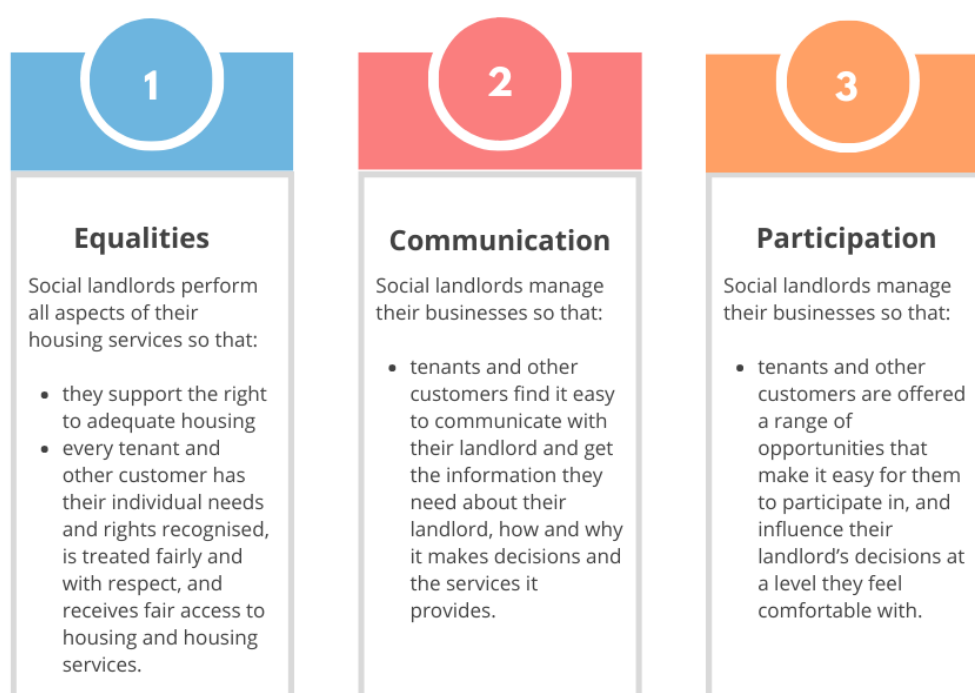 1
Equalities
Social landlords perform
all aspects of their
housing services so that:
• they support the right
to adequate housing
• every tenant and
other customer has
their individual needs
and rights recognised,
is treated fairly and
with respect, and
receives fair access to
housing and housing
services.
2
Communication
Social landlords manage
their businesses so that:
• tenants and other
customers find it easy
to communicate with
their landlord and get
the information they
need about their
landlord, how and why
it makes decisions and
the services it
provides.
3
Participation
Social landlords manage
their businesses so that:
• tenants and other
customers are offered
a range of
opportunities that
make it easy for them
to participate in, and
influence their
landlord’s decisions at
a level they feel
comfortable with.